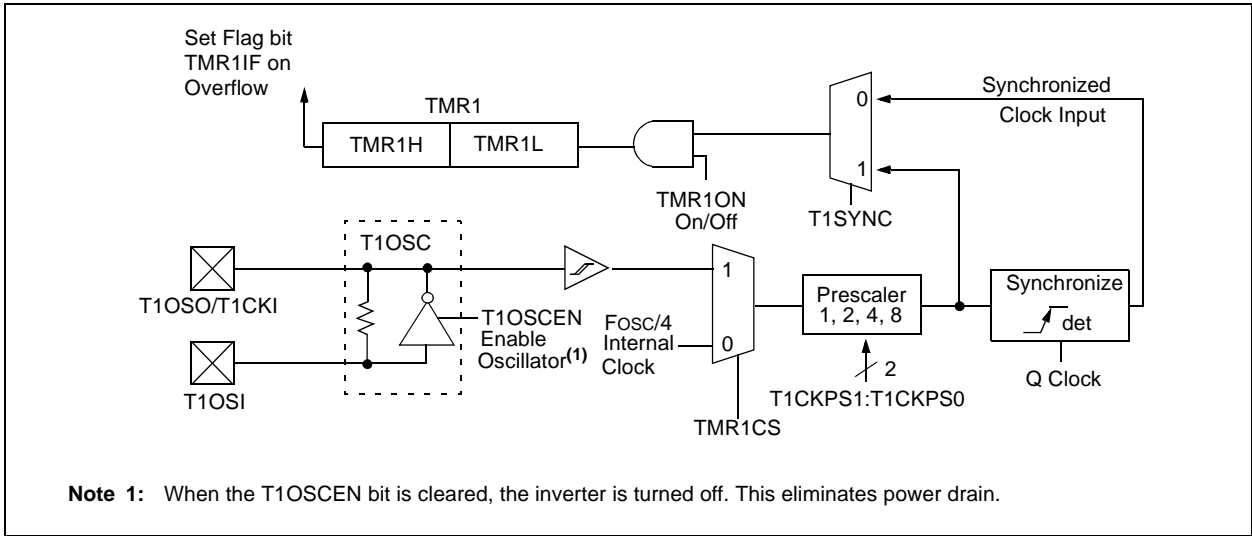 Set Flag bit
TMR1IF on
Overflow
TMR1
TMR1H
TMR1L
TMR1ON
On/Off
0
1
T1SYNC
Synchronized
Clock Input
T1OSC
T1OSO/T1CKI
T1OSI
T1OSCEN
Enable
Oscillator(1)
1
0
FOSC/4
Internal
Clock
TMR1CS
Prescaler
1, 2, 4, 8
2
T1CKPS1:T1CKPS0
Synchronize
det
Q Clock
Note 1: When the T1OSCEN bit is cleared, the inverter is turned off. This eliminates power drain.